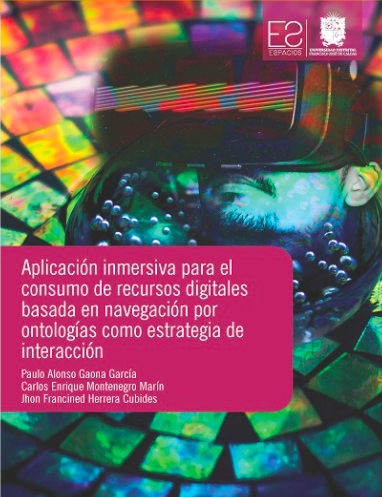 ESPACIOS
UNIVERSIDAD DISTRITAL
FRANCISCO JOSÉ DE CALDAS
Aplicación inmersiva para el
consumo de recursos digitales
basada en navegación por
ontologías como estrategia de
interacción
Paulo Alonso Gaona García
Carlos Enrique Montenegro Marín
Jhon Francined Herrera Cubides